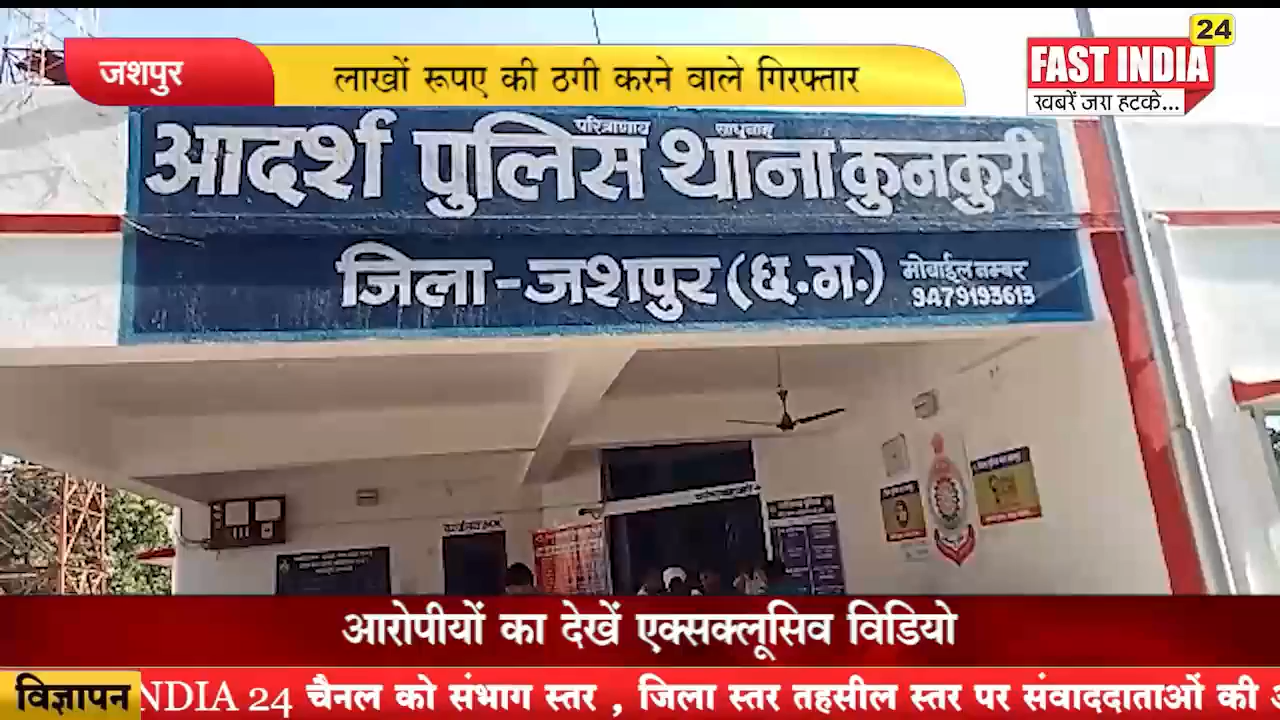 24
जशपुर
लाखों रूपए की ठगी करने वाले गिरफ्तार
FAST INDIA
खबरें जरा हटके...
परित्राणाय साधुनाम्
आदर्श पुलिस थाना कुनकुरी
जिला-जशपुर (छ.ग.)
मोबाईल नम्बर
9479193613
आरोपीयों का देखें एक्सक्लूसिव विडियो
विज्ञापन
NDIA 24 चैनल को संभाग स्तर , जिला स्तर तहसील स्तर पर संवाददाताओं की